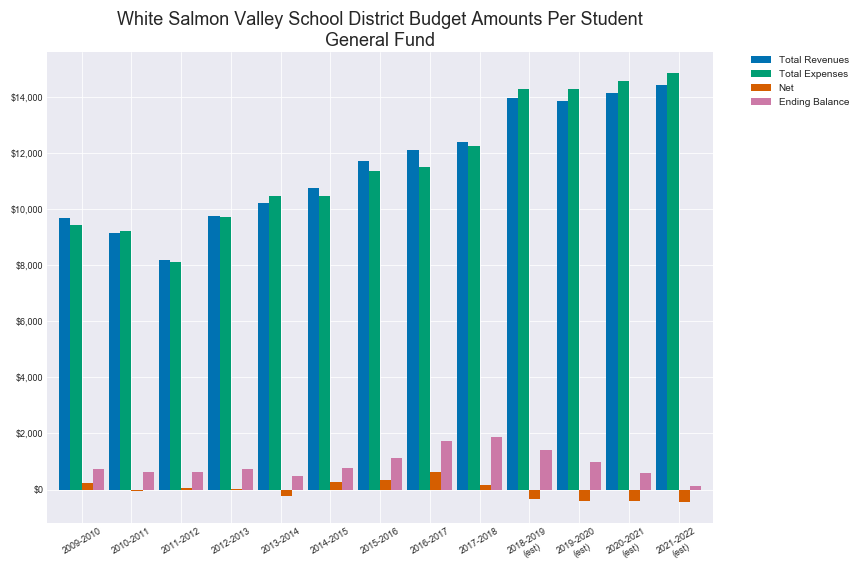 White Salmon Valley School District Budget Amounts Per Student
General Fund
Total Revenues
Total Expenses
Net
Ending Balance
$14,000
$12,000
$10,000
$8,000
$6,000
$4,000
$2,000
$0
2009-2010
2010-2011
2011-2012
2012-2013
2013-2014
2014-2015
2015-2016
2016-2017
2017-2018
2018-2019
(est)
2019-2020
(est)
2020-2021
(est)
2021-2022
(est)